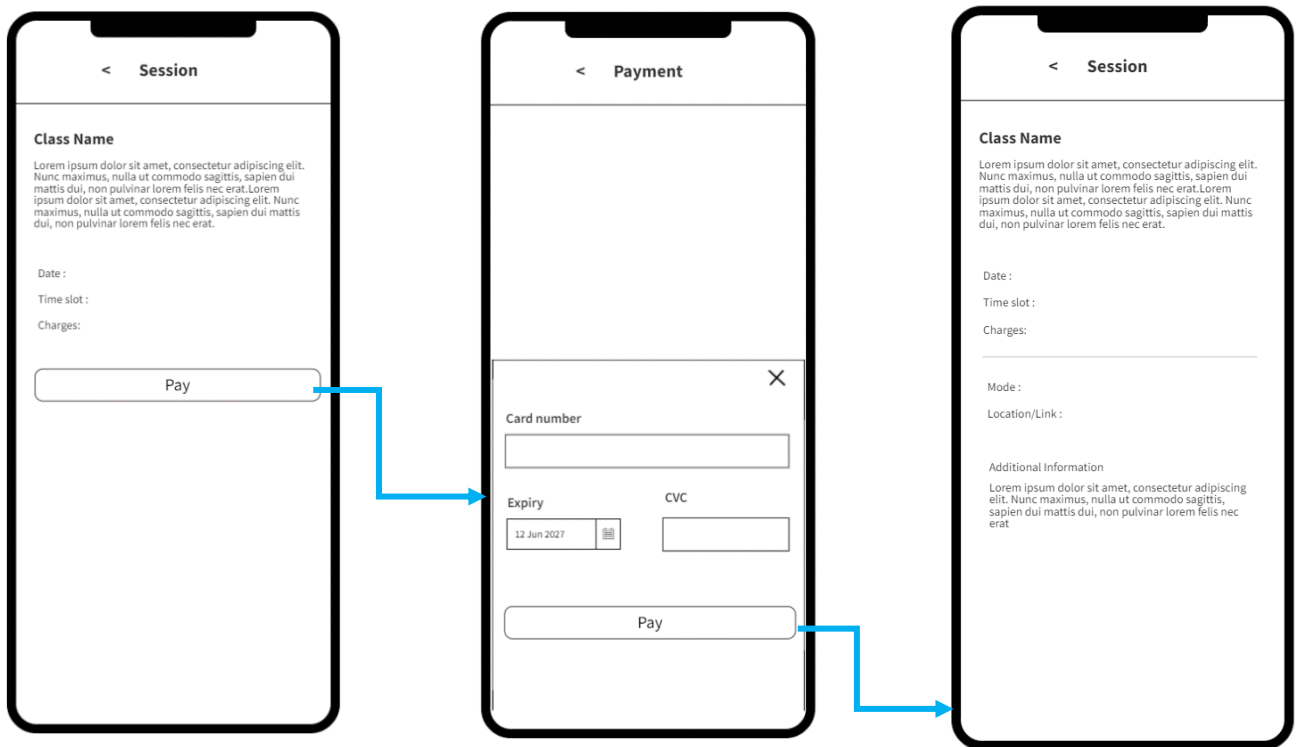 < Session
Class Name
Lorem ipsum dolor sit amet, consectetur adipiscing elit.
Nunc maximus, nulla ut commodo sagittis, sapien dui
mattis dui, non pulvinar lorem felis nec erat.Lorem
ipsum dolor sit amet, consectetur adipiscing elit. Nunc
maximus, nulla ut commodo sagittis, sapien dui mattis
dui, non pulvinar lorem felis nec erat.
Date :
Time slot :
Charges:
Pay
< Payment
Card number
Expiry
CVC
12 Jun 2027
Pay
< Session
Class Name
Lorem ipsum dolor sit amet, consectetur adipiscing elit.
Nunc maximus, nulla ut commodo sagittis, sapien dui
mattis dui, non pulvinar lorem felis nec erat.Lorem
ipsum dolor sit amet, consectetur adipiscing elit. Nunc
maximus, nulla ut commodo sagittis, sapien dui mattis
dui, non pulvinar lorem felis nec erat.
Date :
Time slot :
Charges:
Mode :
Location/Link :
Additional Information
Lorem ipsum dolor sit amet, consectetur adipiscing
elit. Nunc maximus, nulla ut commodo sagittis,
sapien dui mattis dui, non pulvinar lorem felis nec
erat